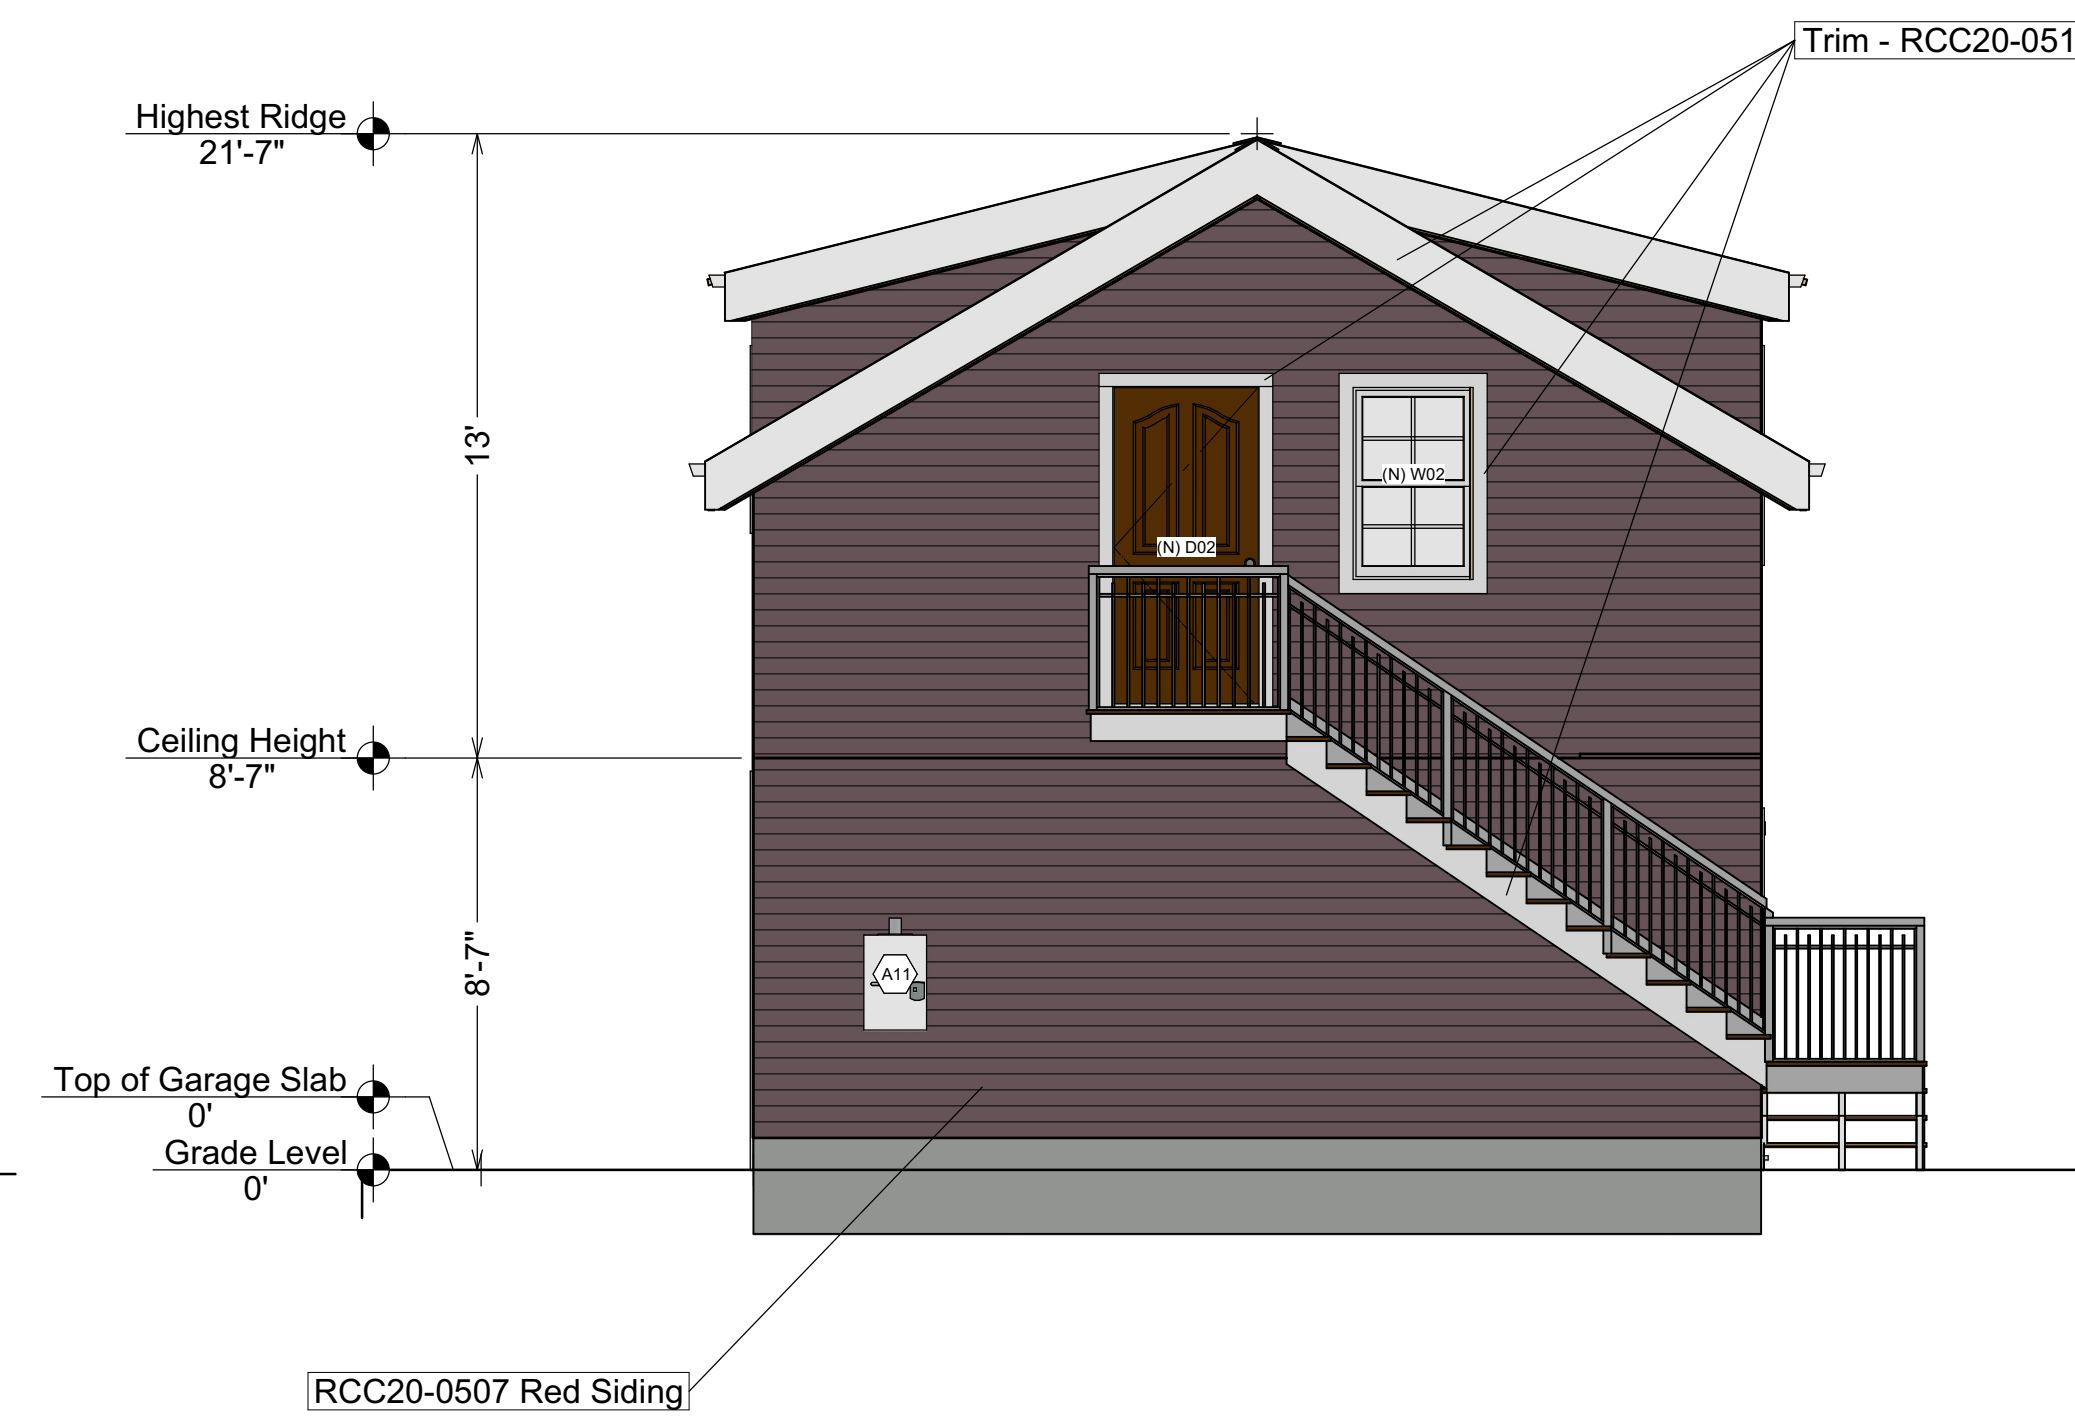 Trim - RCC20-051
Highest Ridge
21'-7"
13'
(N) W02
(N) D02
Ceiling Height
8'-7"
8'-7"
A11
Top of Garage Slab
0'
Grade Level
0'
RCC20-0507 Red Siding